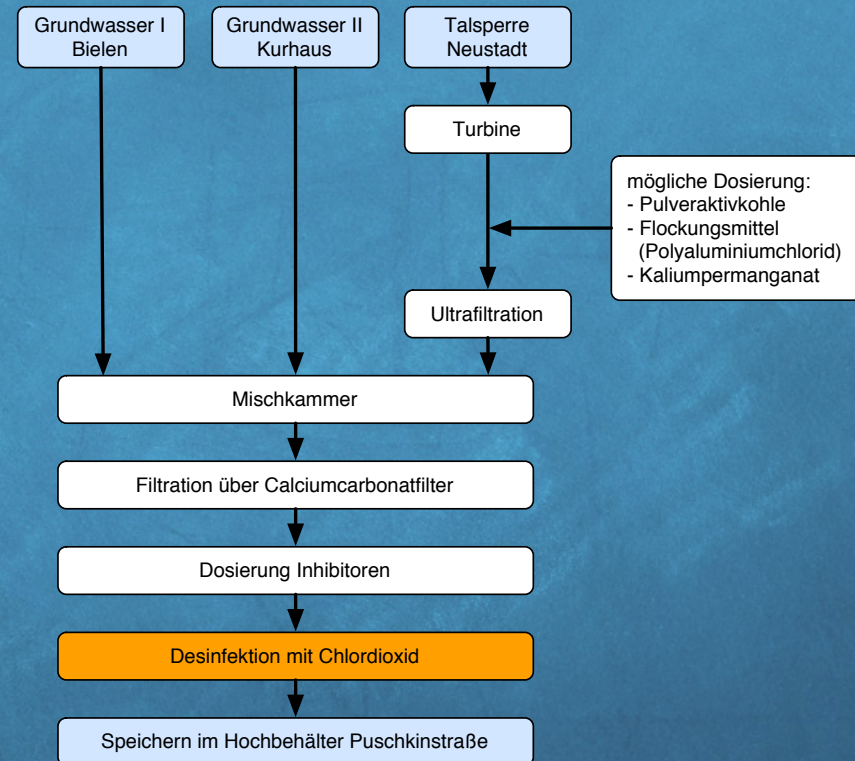 Grundwasser I
Bielen
Grundwasser II
Kurhaus
Talsperre
Neustadt
Turbine
mögliche Dosierung:
- Pulveraktivkohle
- Flockungsmittel
(Polyaluminiumchlorid)
- Kaliumpermanganat
Ultrafiltration
Mischkammer
Filtration über Calciumcarbonatfilter
Dosierung Inhibitoren
Desinfektion mit Chlordioxid
Speichern im Hochbehälter Puschkinstraße